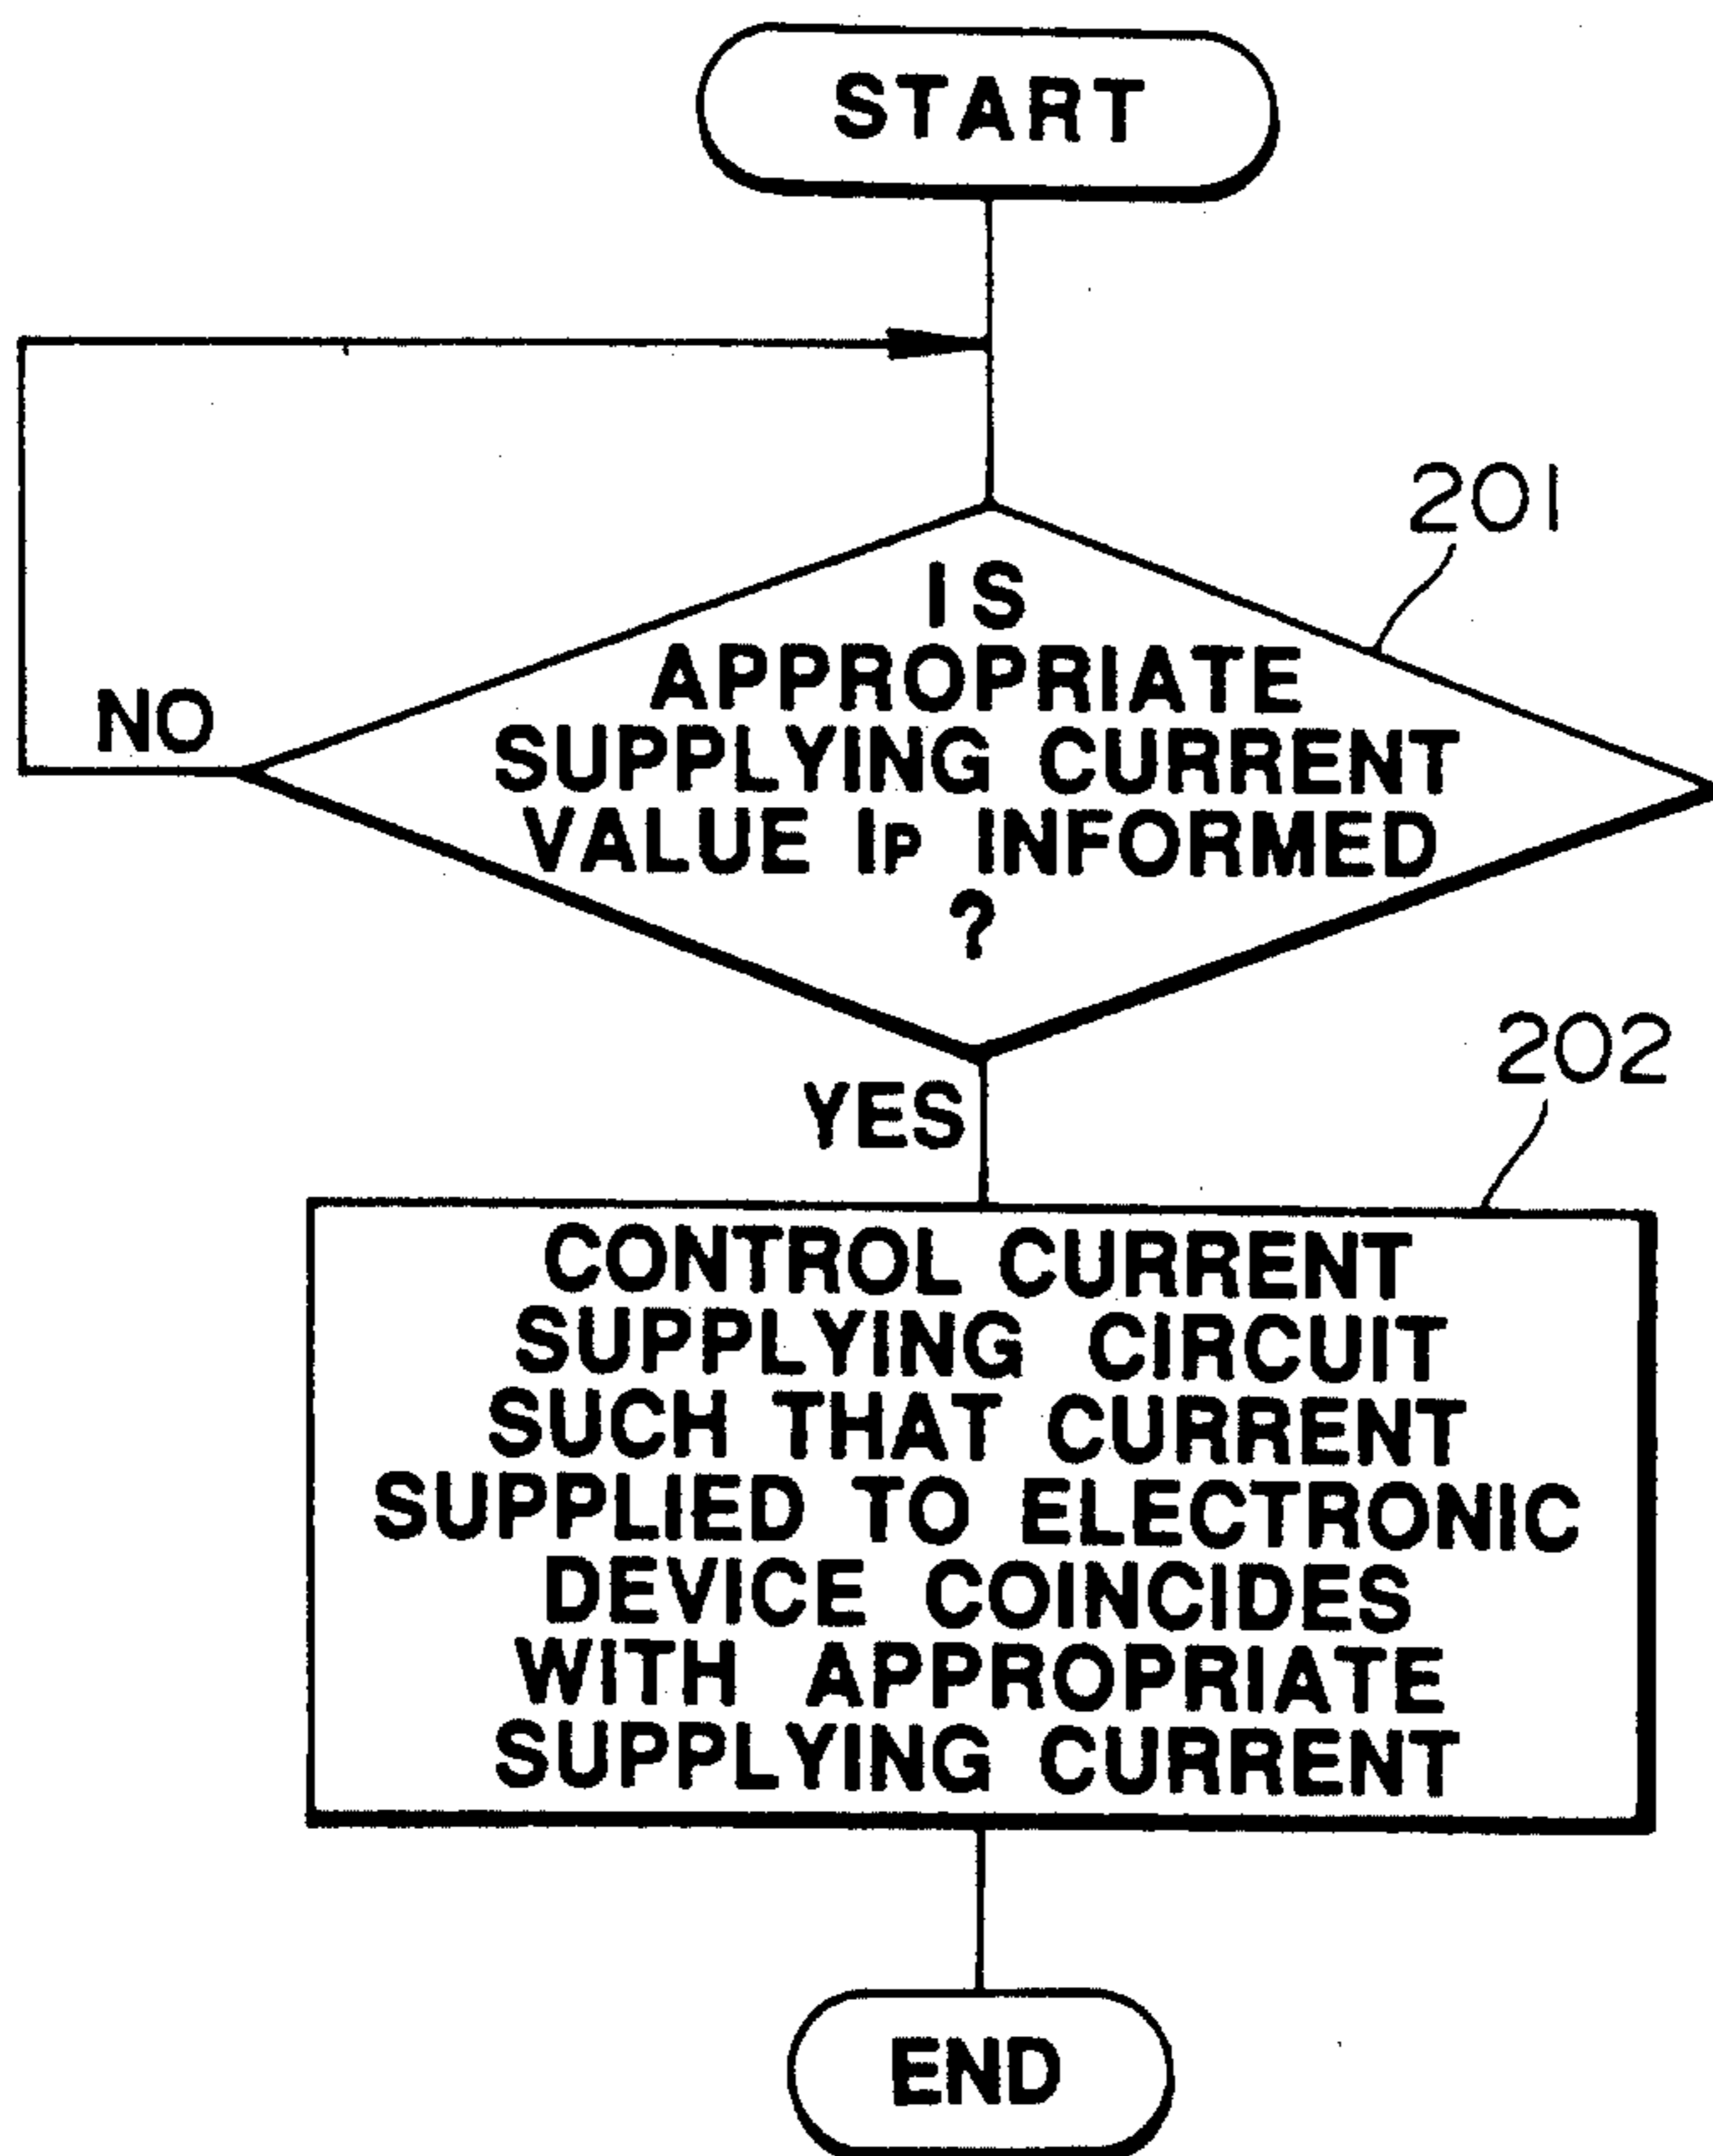 START
201
IS
APPROPRIATE
SUPPLYING CURRENT
VALUE IP INFORMED
?
NO
YES
202
CONTROL CURRENT
SUPPLYING CIRCUIT
SUCH THAT CURRENT
SUPPLIED TO ELECTRONIC
DEVICE COINCIDES
WITH APPROPRIATE
SUPPLYING CURRENT
END